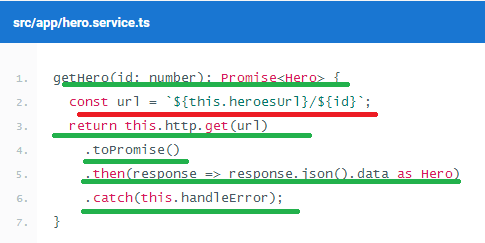 src/app/hero.service.ts
1. getHero(id: number): Promise<Hero> {
2. const url = `${this.heroesUrl}/${id}`;
3. return this.http.get(url)
4. .toPromise()
5. .then(response => response.json().data as Hero)
6. .catch(this.handleError);
7. }